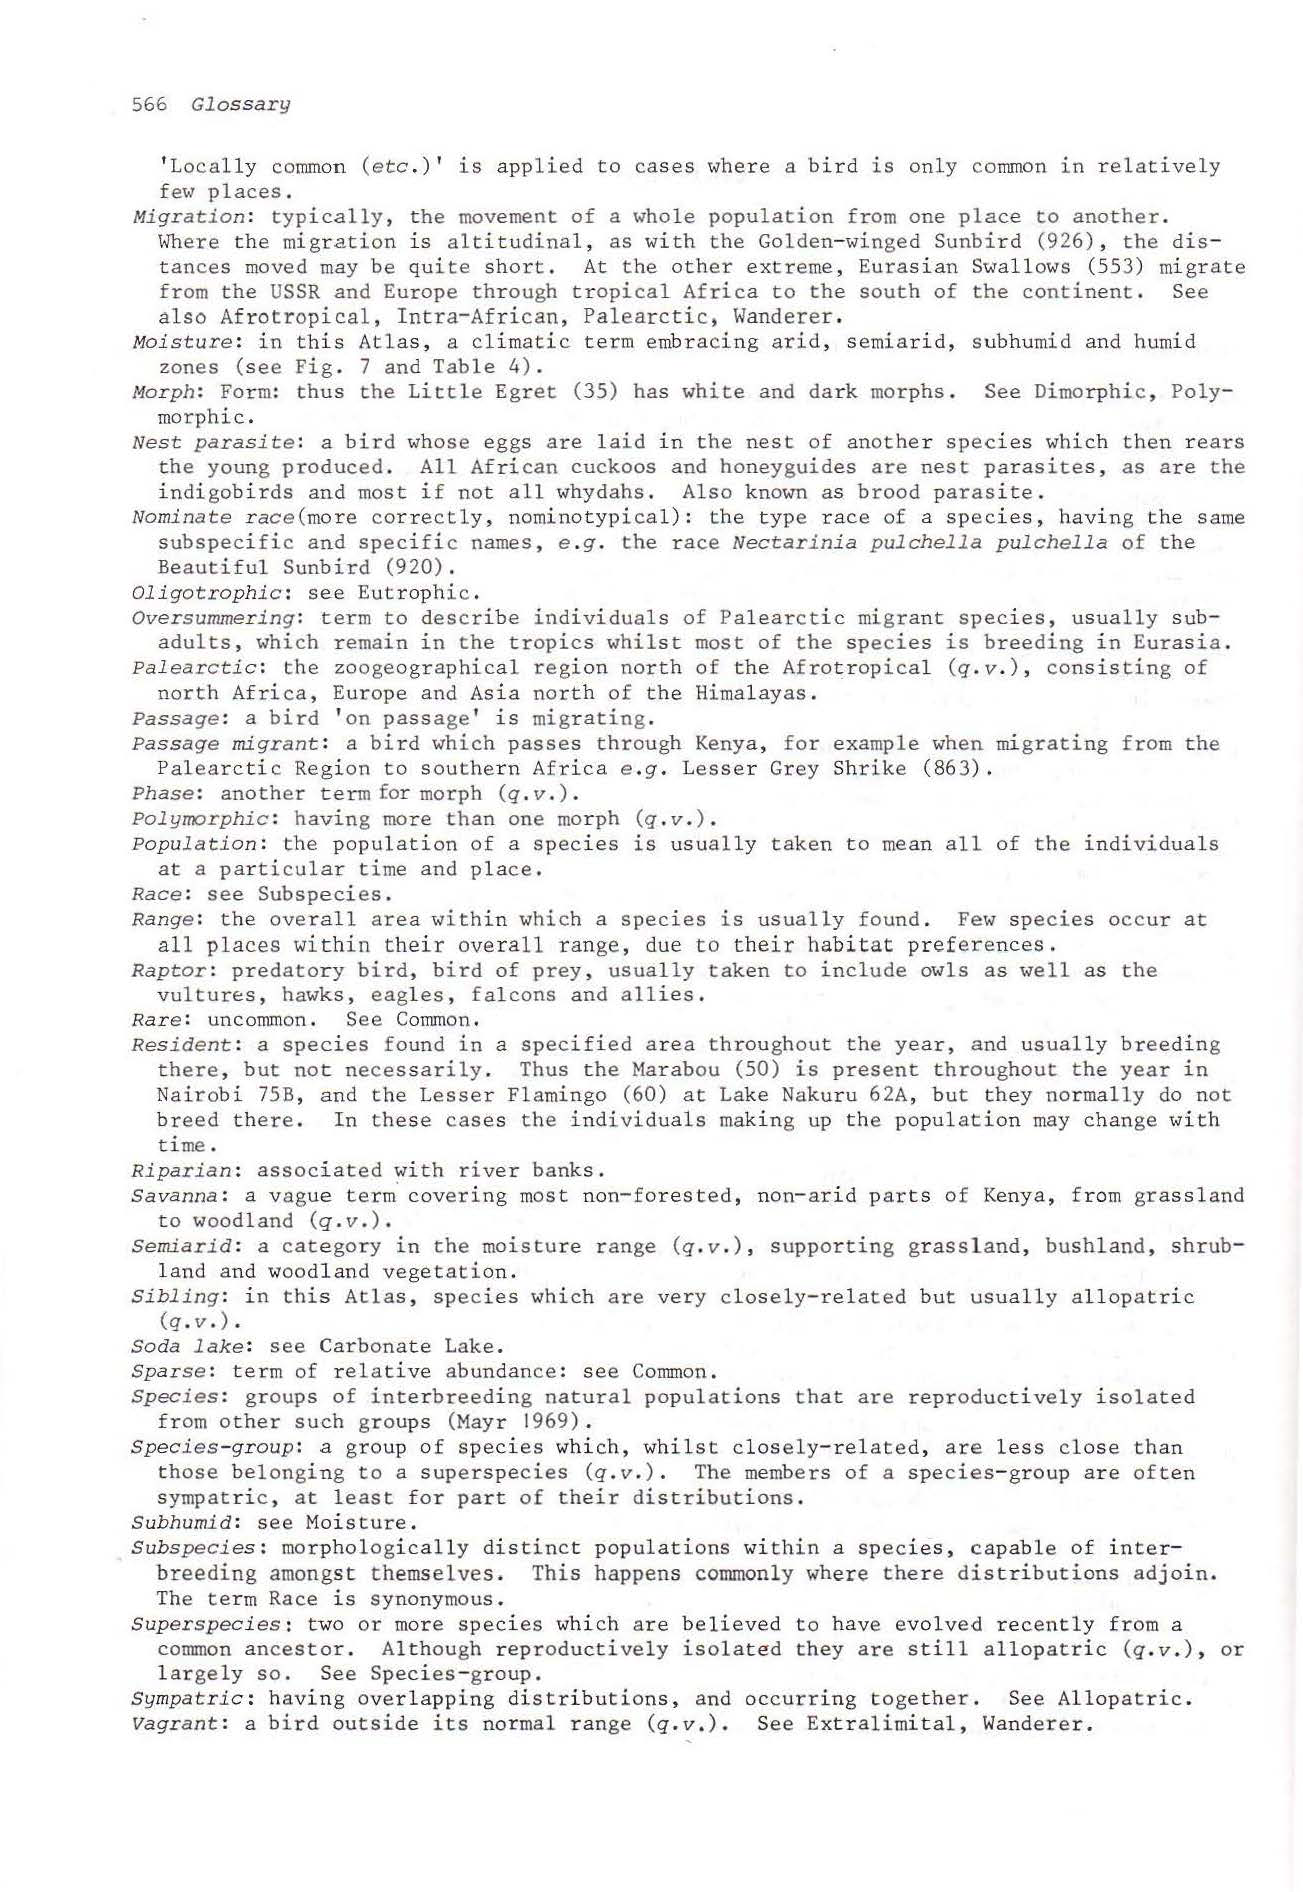 566 Glossary
'Locally common (etc.)' is applied to cases where a bird is only common in relatively
few places.
Migration: typically, the movement of a whole population from one place to another.
Where the migration is altitudinal, as with the Golden-winged Sunbird (926), the dis-
tances moved may be quite short. At the other extreme, Eurasian Swallows (553) migrate
from the USSR and Europe through tropical Africa to the south of the continent. See
also Afrotropical, Intra-African, Palearctic, Wanderer.
Moisture: in this Atlas, a climatic term embracing arid, semiarid, subhumid and humid
zones (see Fig. 7 and Table 4).
Morph: Form: thus the Little Egret (35) has white and dark morphs. See Dimorphic, Poly-
morphic.
Nest parasite: a bird whose eggs are laid in the nest of another species which then rears
the young produced. All African cuckoos and honeyguides are nest parasites, as are the
indigobirds and most if not all whydahs. Also known as brood parasite.
Nominate race(more correctly, nominotypical): the type race of a species, having the same
subspecific and specific names, e.g. the race Nectarinia pulchella pulchella of the
Beautiful Sunbird (920).
Oligotrophic: see Eutrophic.
Oversummering: term to describe individuals of Palearctic migrant species, usually sub-
adults, which remain in the tropics whilst most of the species is breeding in Eurasia.
Palearctic: the zoogeographical region north of the Afrotropical (q.v.), consisting of
north Africa, Europe and Asia north of the Himalayas.
Passage: a bird 'on passage' is migrating.
Passage migrant: a bird which passes through Kenya, for example when migrating from the
Palearctic Region to southern Africa e.g. Lesser Grey Shrike (863).
Phase: another term for morph (q.v.).
Polymorphic: having more than one morph (q.v.).
Population: the population of a species is usually taken to mean all of the individuals
at a particular time and place.
Race: see Subspecies.
Range: the overall area within which a species is usually found. Few species occur at
all places within their overall range, due to their habitat preferences.
Raptor: predatory bird, bird of prey, usually taken to include owls as well as the
vultures, hawks, eagles, falcons and allies.
Rare: uncommon. See Common.
Resident: a species found in a specified area throughout the year, and usually breeding
there, but not necessarily. Thus the Marabou (50) is present throughout the year in
Nairobi 75B, and the Lesser Flamingo (60) at Lake Nakuru 62A, but they normally do not
breed there. In these cases the individuals making up the population may change with
time.
Riparian: associated with river banks.
Savanna: a vague term covering most non-forested, non-arid parts of Kenya, from grassland
to woodland (q.v.).
Semiarid: a category in the moisture range (q.v.), supporting grassland, bushland, shrub-
land and woodland vegetation.
Sibling: in this Atlas, species which are very closely-related but usually allopatric
(q.v.).
Soda lake: see Carbonate Lake.
Sparse: term of relative abundance: see Common.
Species: groups of interbreeding natural populations that are reproductively isolated
from other such groups (Mayr 1969).
Species-group: a group of species which, whilst closely-related, are less close than
those belonging to a superspecies (q.v.). The members of a species-group are often
sympatric, at least for part of their distributions.
Subhumid: see Moisture.
Subspecies: morphologically distinct populations within a species, capable of inter-
breeding amongst themselves. This happens commonly where there distributions adjoin.
The term Race is synonymous.
Superspecies: two or more species which are believed to have evolved recently from a
common ancestor. Although reproductively isolated they are still allopatric (q.v.), or
largely so. See Species-group.
Sympatric: having overlapping distributions, and occurring together. See Allopatric.
Vagrant: a bird outside its normal range (q.v.). See Extralimital, Wanderer.